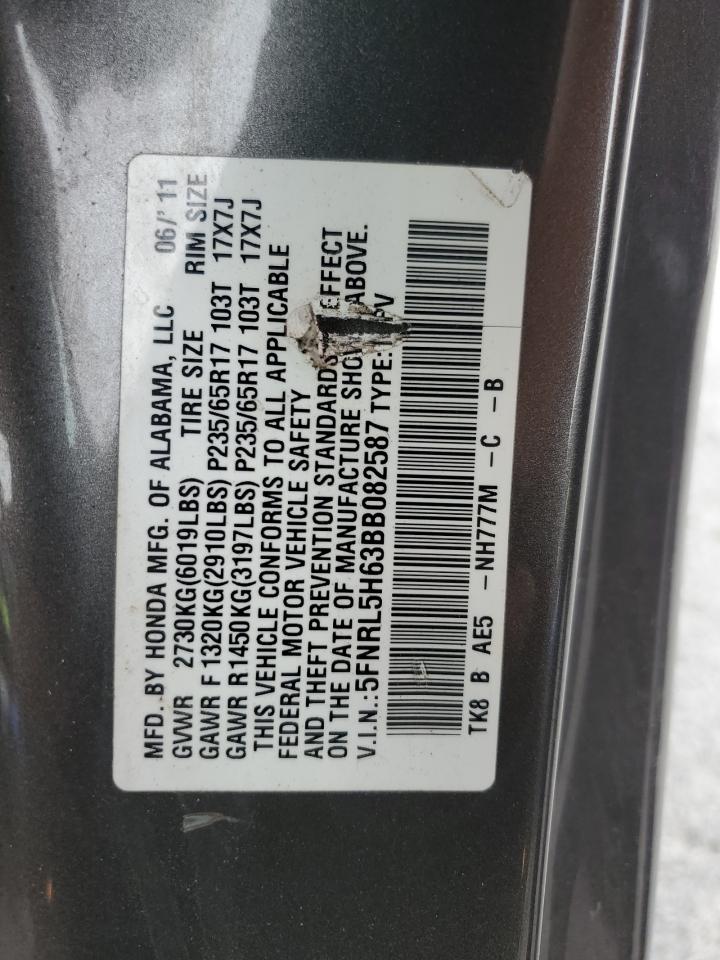 MFD. BY HONDA MFG. OF ALABAMA, LLC 06/'11
GVWR 2730KG(6019LBS) TIRE SIZE RIM SIZE
GAWR F 1320KG(2910LBS) P235/65R17 103T 17X7J
GAWR R1450KG(3197LBS) P235/65R17 103T 17X7J
THIS VEHICLE CONFORMS TO ALL APPLICABLE
FEDERAL MOTOR VEHICLE SAFETY
AND THEFT PREVENTION STANDARDS EFFECT
ON THE DATE OF MANUFACTURE ABOVE.
V.I.N.:5FNRL5H63BB082587 TYPE:
TK8 B AE5 -NH777M -C -B